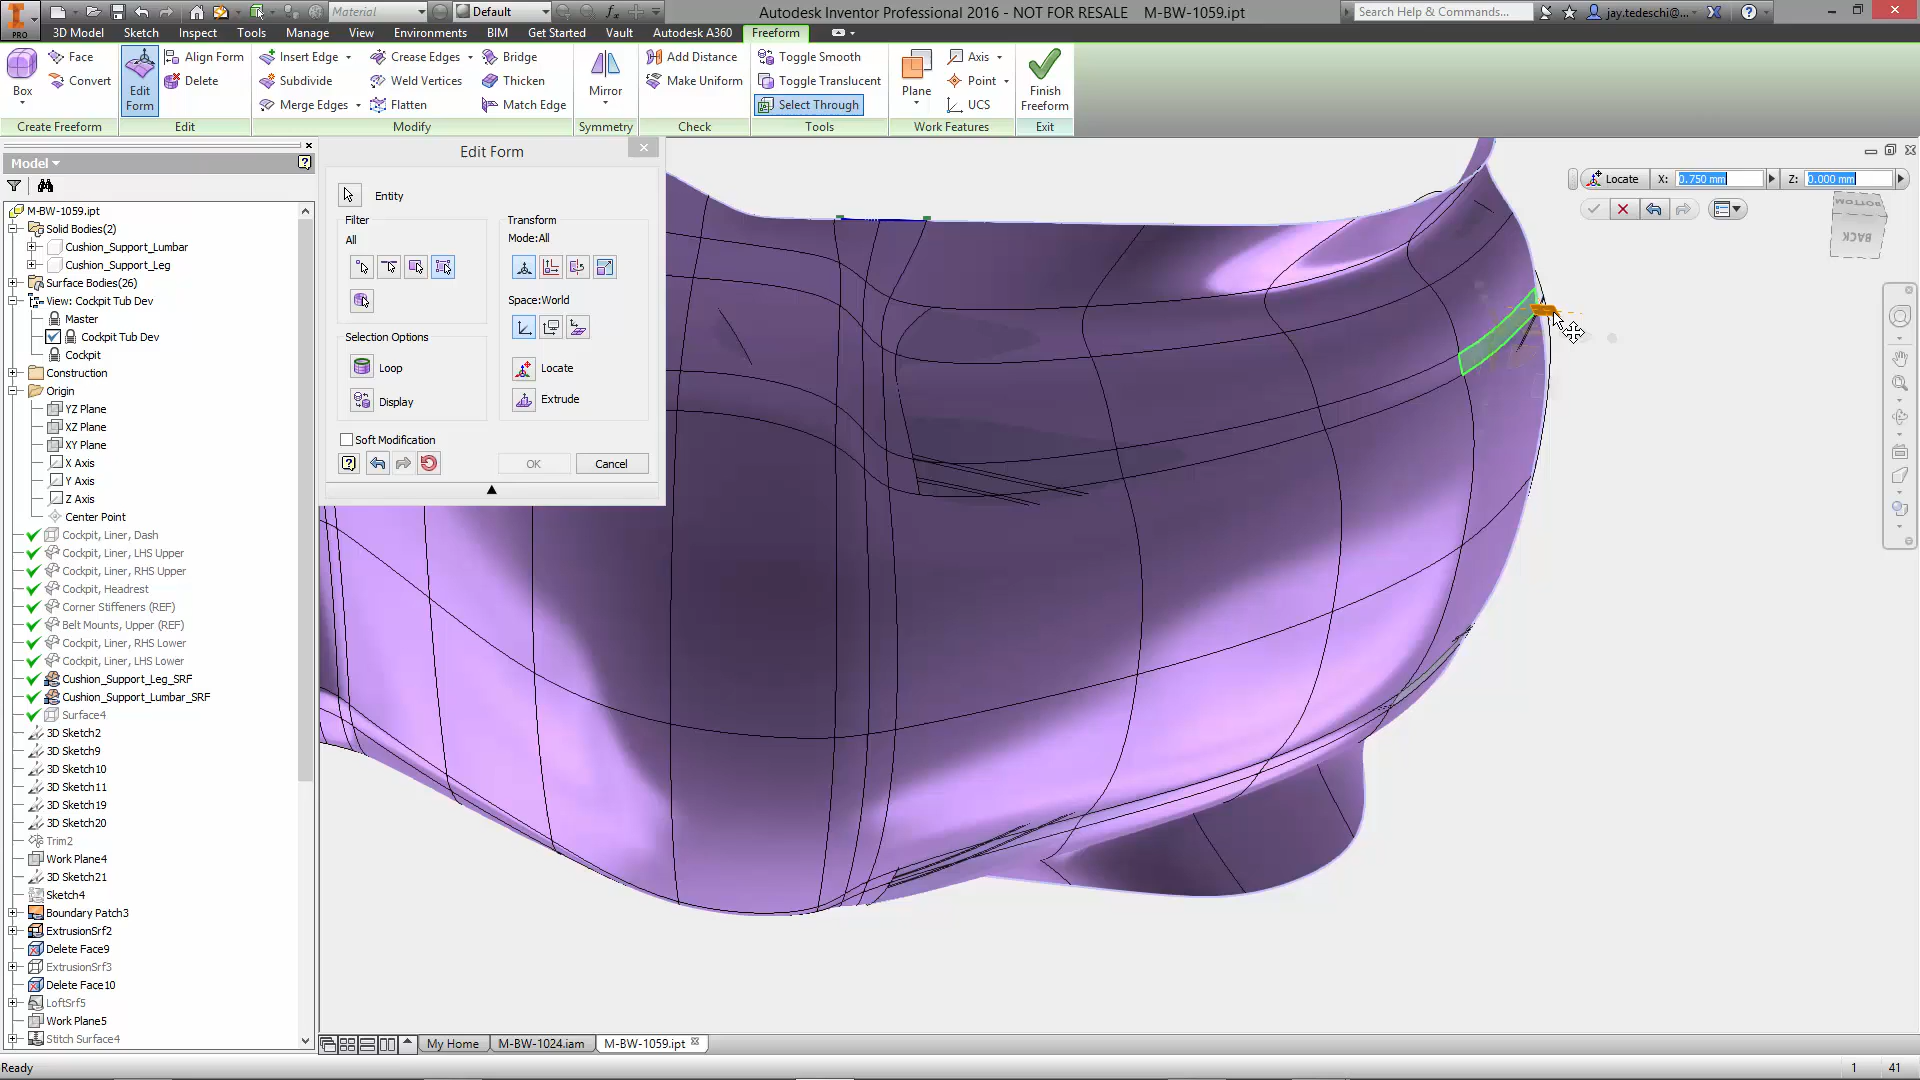 Material
Default
Autodesk Inventor Professional 2016 - NOT FOR RESALE M-BW-1059.ipt
Search Help & Commands...
jay.tedeschi@...
PRO
3D Model Sketch Inspect Tools Manage View Environments BIM Get Started Vault Autodesk A360 Freeform
Box
Face
Convert
Create Freeform
Edit Form
Align Form
Delete
Edit
Insert Edge
Subdivide
Merge Edges
Crease Edges
Weld Vertices
Flatten
Bridge
Thicken
Match Edge
Modify
Mirror
Symmetry
Add Distance
Make Uniform
Check
Toggle Smooth
Toggle Translucent
Select Through
Tools
Plane
Axis
Point
UCS
Work Features
Finish Freeform
Exit
Model
M-BW-1059.ipt
Solid Bodies(2)
Cushion_Support_Lumbar
Cushion_Support_Leg
Surface Bodies(26)
View: Cockpit Tub Dev
Master
Cockpit Tub Dev
Cockpit
Construction
Origin
YZ Plane
XZ Plane
XY Plane
X Axis
Y Axis
Z Axis
Center Point
Cockpit, Liner, Dash
Cockpit, Liner, LHS Upper
Cockpit, Liner, RHS Upper
Cockpit, Headrest
Corner Stiffeners (REF)
Belt Mounts, Upper (REF)
Cockpit, Liner, RHS Lower
Cockpit, Liner, LHS Lower
Cushion_Support_Leg_SRF
Cushion_Support_Lumbar_SRF
Surface4
3D Sketch2
3D Sketch9
3D Sketch10
3D Sketch11
3D Sketch19
3D Sketch20
Trim2
Work Plane4
3D Sketch21
Sketch4
Boundary Patch3
ExtrusionSrf2
Delete Face9
ExtrusionSrf3
Delete Face10
LoftSrf5
Work Plane5
Stitch Surface4
Edit Form
Entity
Filter
All
Transform
Mode:All
Space:World
Selection Options
Loop
Display
Locate
Extrude
Soft Modification
OK
Cancel
Locate X: 0.750 mm Z: 0.000 mm
BOTTOM
BACK
My Home M-BW-1024.iam M-BW-1059.ipt
Ready
1 41